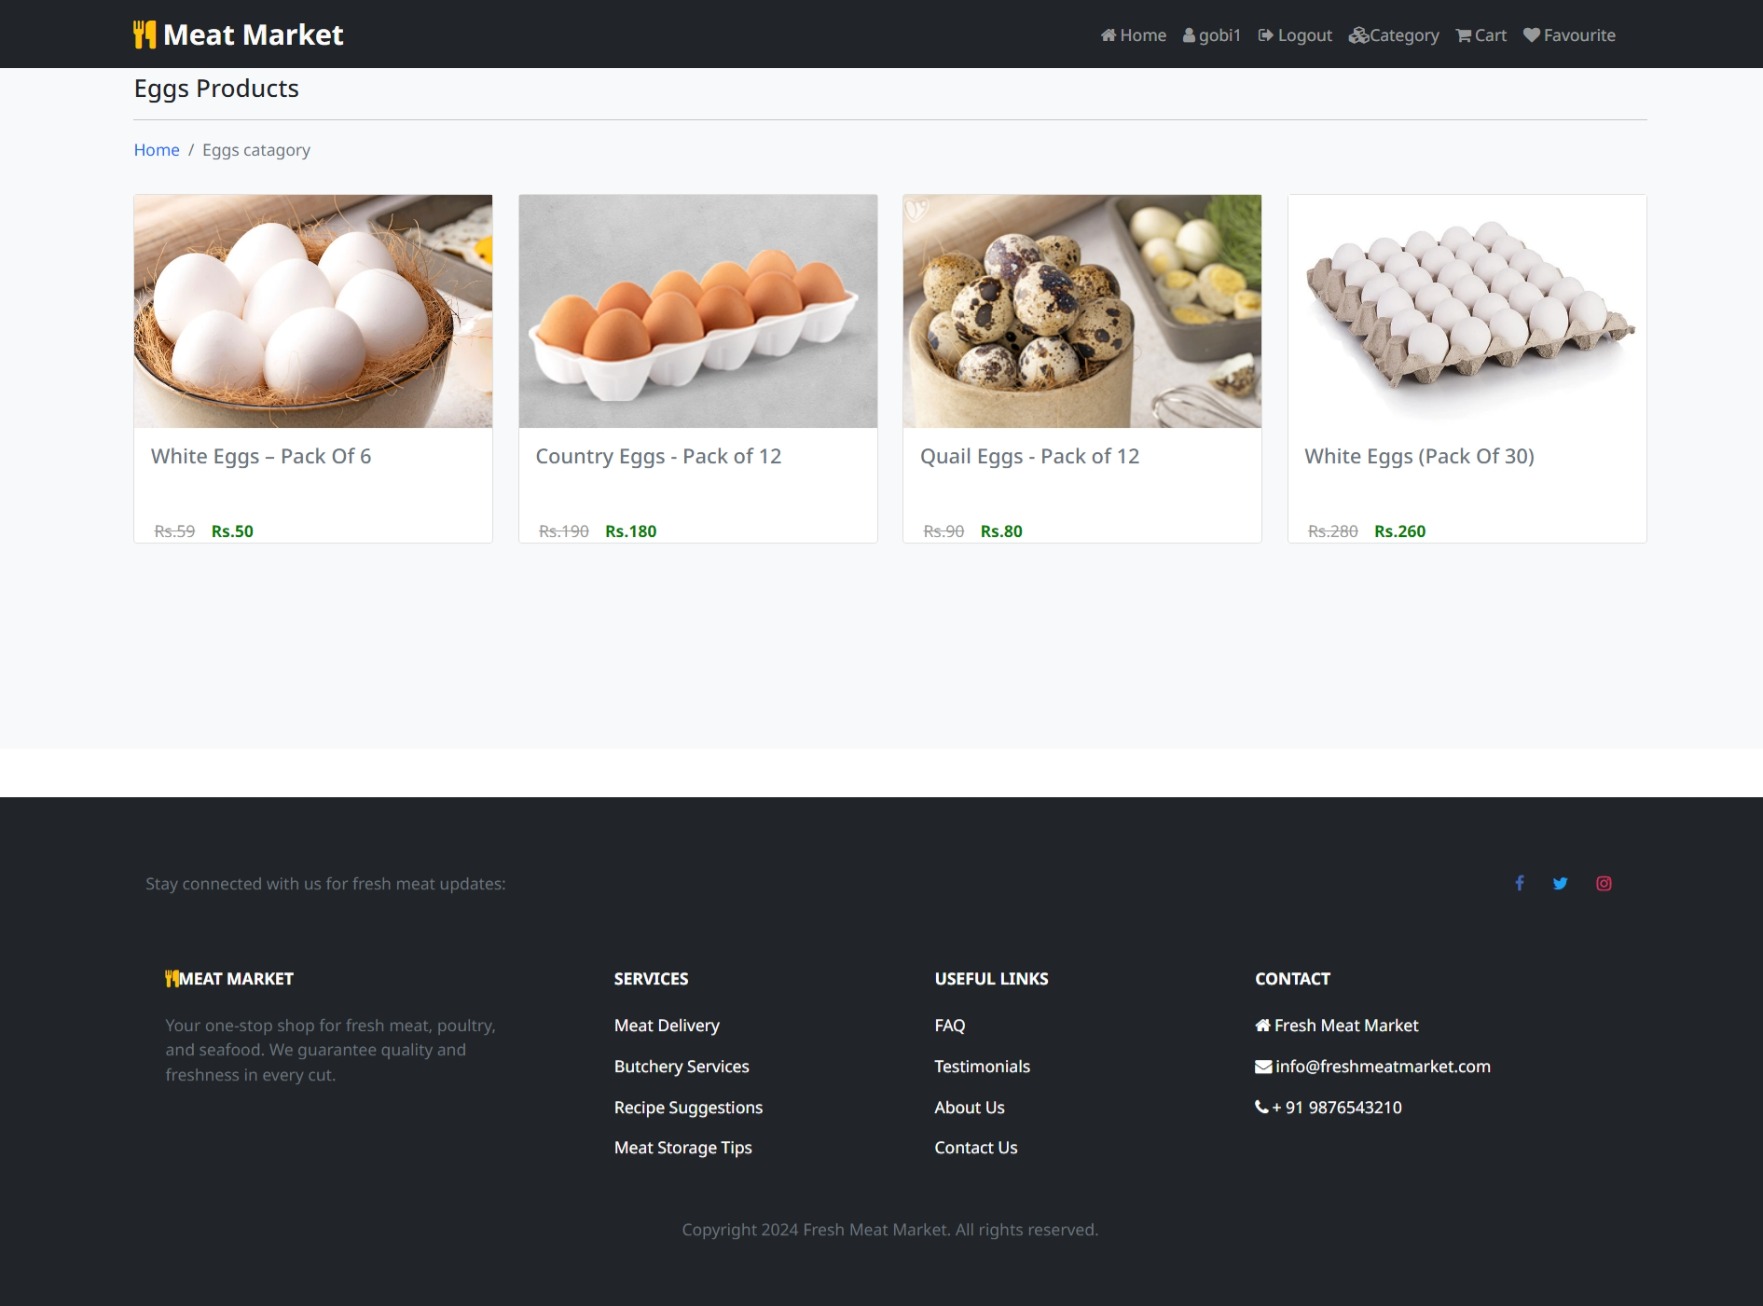 Meat Market
Home gobi1 Logout Category Cart Favourite
Eggs Products
Home / Eggs catagory
White Eggs – Pack Of 6
Rs.59 Rs.50
Country Eggs - Pack of 12
Rs.190 Rs.180
Quail Eggs - Pack of 12
Rs.90 Rs.80
White Eggs (Pack Of 30)
Rs.280 Rs.260
Stay connected with us for fresh meat updates:
MEAT MARKET
Your one-stop shop for fresh meat, poultry,
and seafood. We guarantee quality and
freshness in every cut.
SERVICES
Meat Delivery
Butchery Services
Recipe Suggestions
Meat Storage Tips
USEFUL LINKS
FAQ
Testimonials
About Us
Contact Us
CONTACT
Fresh Meat Market
info@freshmeatmarket.com
+ 91 9876543210
Copyright 2024 Fresh Meat Market. All rights reserved.